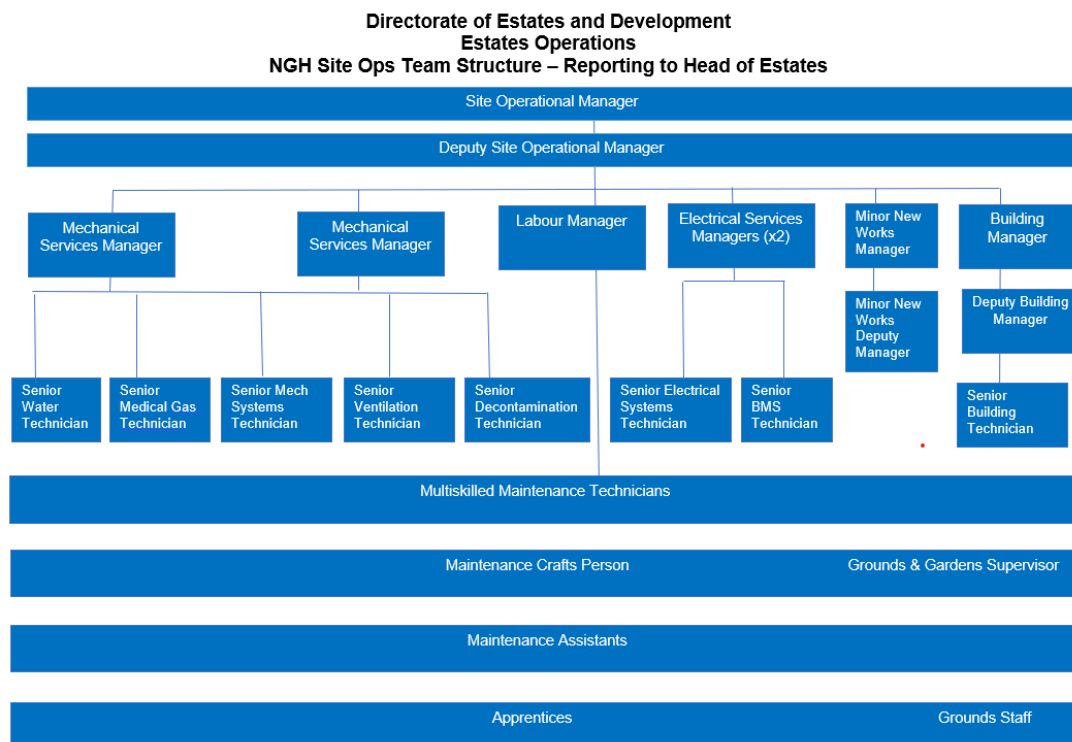 Directorate of Estates and Development
Estates Operations
NGH Site Ops Team Structure – Reporting to Head of Estates
Site Operational Manager
Deputy Site Operational Manager
Mechanical
Services Manager
Mechanical
Services Manager
Labour Manager
Electrical Services
Managers (x2)
Minor New
Works
Manager
Building
Manager
Minor New
Works
Deputy
Manager
Deputy Building
Manager
Senior
Water
Technician
Senior
Medical Gas
Technician
Senior Mech
Systems
Technician
Senior
Ventilation
Technician
Senior
Decontamination
Technician
Senior Electrical
Systems
Technician
Senior
BMS
Technician
Senior
Building
Technician
Multiskilled Maintenance Technicians
Maintenance Crafts Person
Grounds & Gardens Supervisor
Maintenance Assistants
Apprentices
Grounds Staff